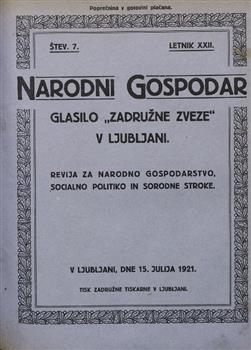 Poprečnina v gotovini plačana.
ŠTEV. 7. LETNIK XXII.
NARODNI GOSPODAR
GLASILO „ZADRUŽNE ZVEZE"
V LJUBLJANI.
REVIJA ZA NARODNO GOSPODARSTVO,
SOCIALNO POLITIKO IN SORODNE STROKE.
V LJUBLJANI, DNE 15. JULIJA 1921.
TISK ZADRUŽNE TISKARNE V LJUBLJANI.